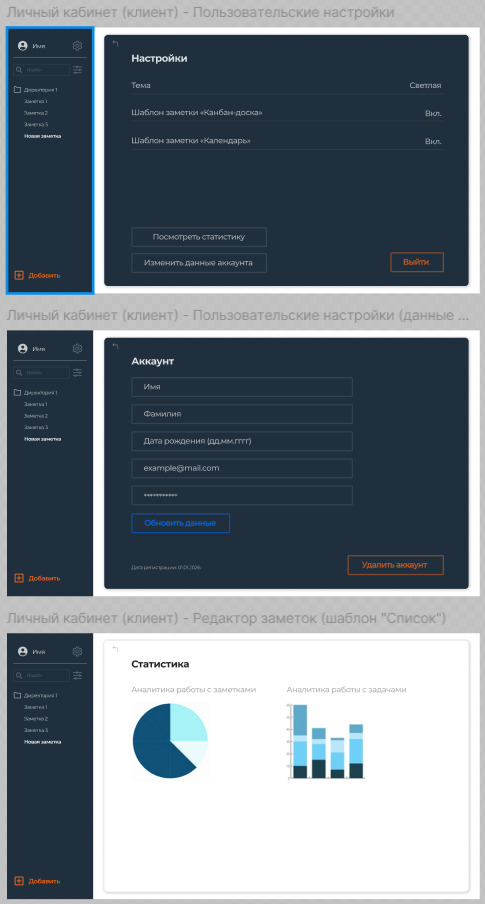 Личный кабинет (клиент) - Пользовательские настройки
Имя
Поиск
Директория 1
Заметка 1
Заметка 2
Заметка 3
Новая заметка
Добавить
Настройки
Тема Светлая
Шаблон заметки «Канбан-доска» Вкл.
Шаблон заметки «Календарь» Вкл.
Посмотреть статистику
Изменить данные аккаунта
Выйти
Личный кабинет (клиент) - Пользовательские настройки (данные ...
Имя
Поиск
Директория 1
Заметка 1
Заметка 2
Заметка 3
Новая заметка
Добавить
Аккаунт
Имя
Фамилия
Дата рождения (дд.мм.гггг)
example@mail.com
***********
Обновить данные
Дата регистрации: 01.01.2026
Удалить аккаунт
Личный кабинет (клиент) - Редактор заметок (шаблон "Список")
Имя
Поиск
Директория 1
Заметка 1
Заметка 2
Заметка 3
Новая заметка
Добавить
Статистика
Аналитика работы с заметками
Аналитика работы с задачами